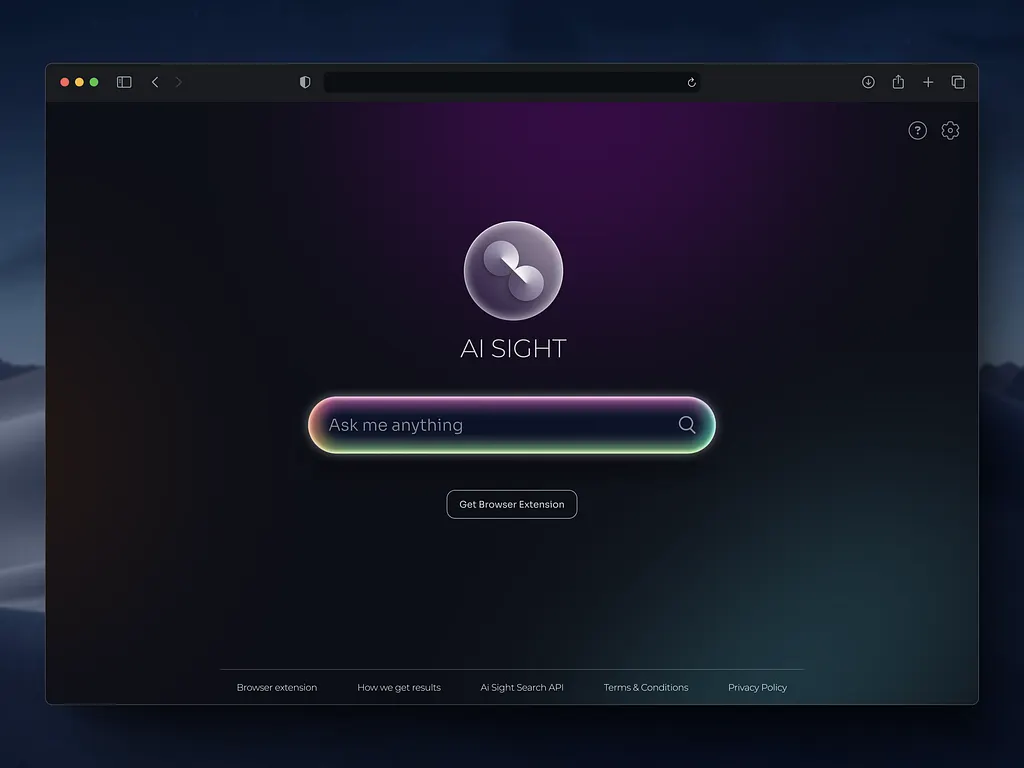 ?
AI SIGHT
Ask me anything
Get Browser Extension
Browser extension
How we get results
Ai Sight Search API
Terms & Conditions
Privacy Policy